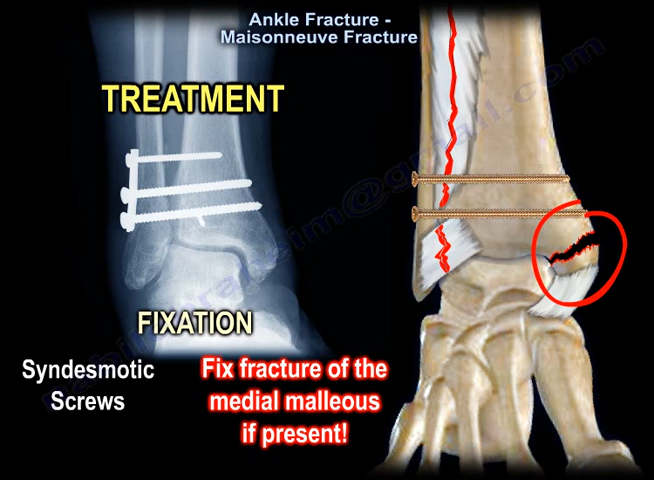 Ankle Fracture -
Maisonneuve Fracture
TREATMENT
FIXATION
Syndesmotic
Screws
Fix fracture of the
medial malleous
if present!